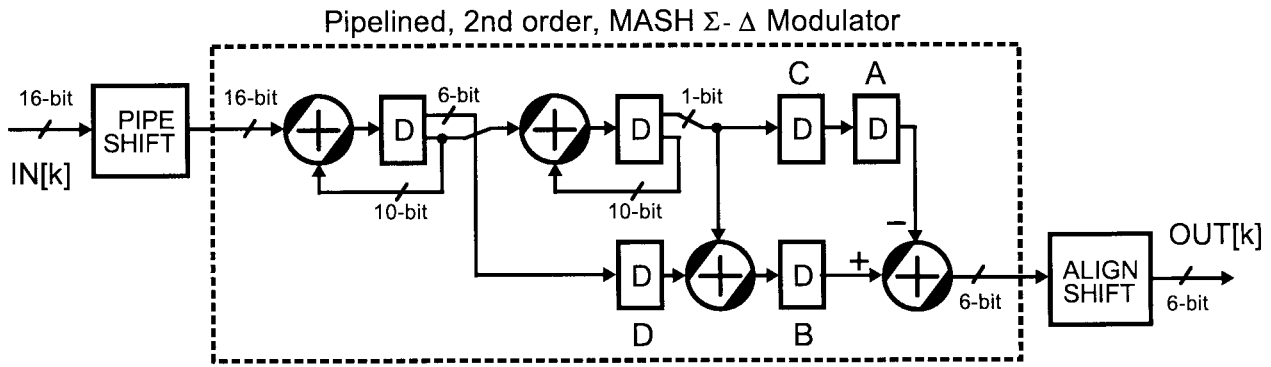 Pipelined, 2nd order, MASH Σ-Δ Modulator
16-bit
IN[k]
PIPE
SHIFT
16-bit
D
6-bit
10-bit
D
1-bit
10-bit
C
D
A
D
D
D
D
B
+
−
6-bit
ALIGN
SHIFT
OUT[k]
6-bit